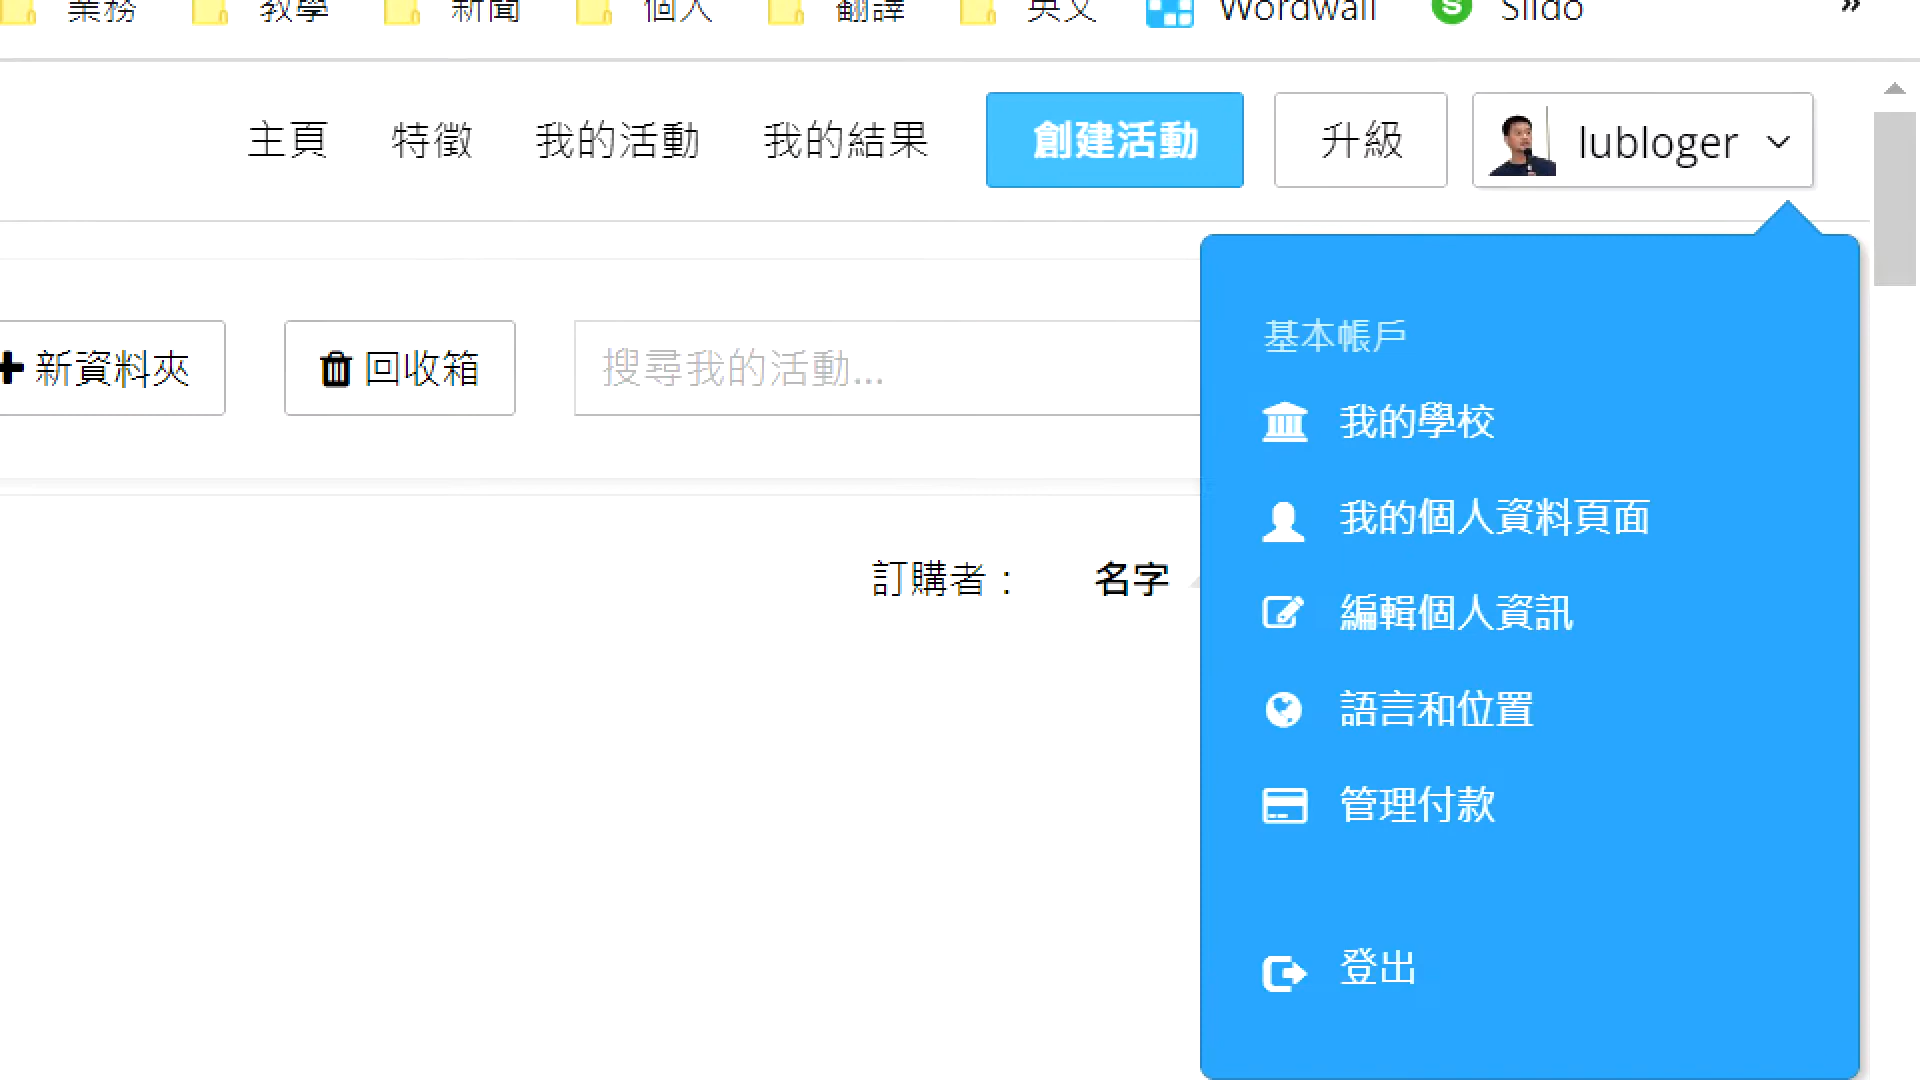 業務 教學 新聞 個人 翻譯 英文 Wordwall Slido »
主頁 特徵 我的活動 我的結果 創建活動 升級 lubloger
新資料夾 回收箱 搜尋我的活動...
訂購者： 名字
基本帳戶
我的學校
我的個人資料頁面
編輯個人資訊
語言和位置
管理付款
登出